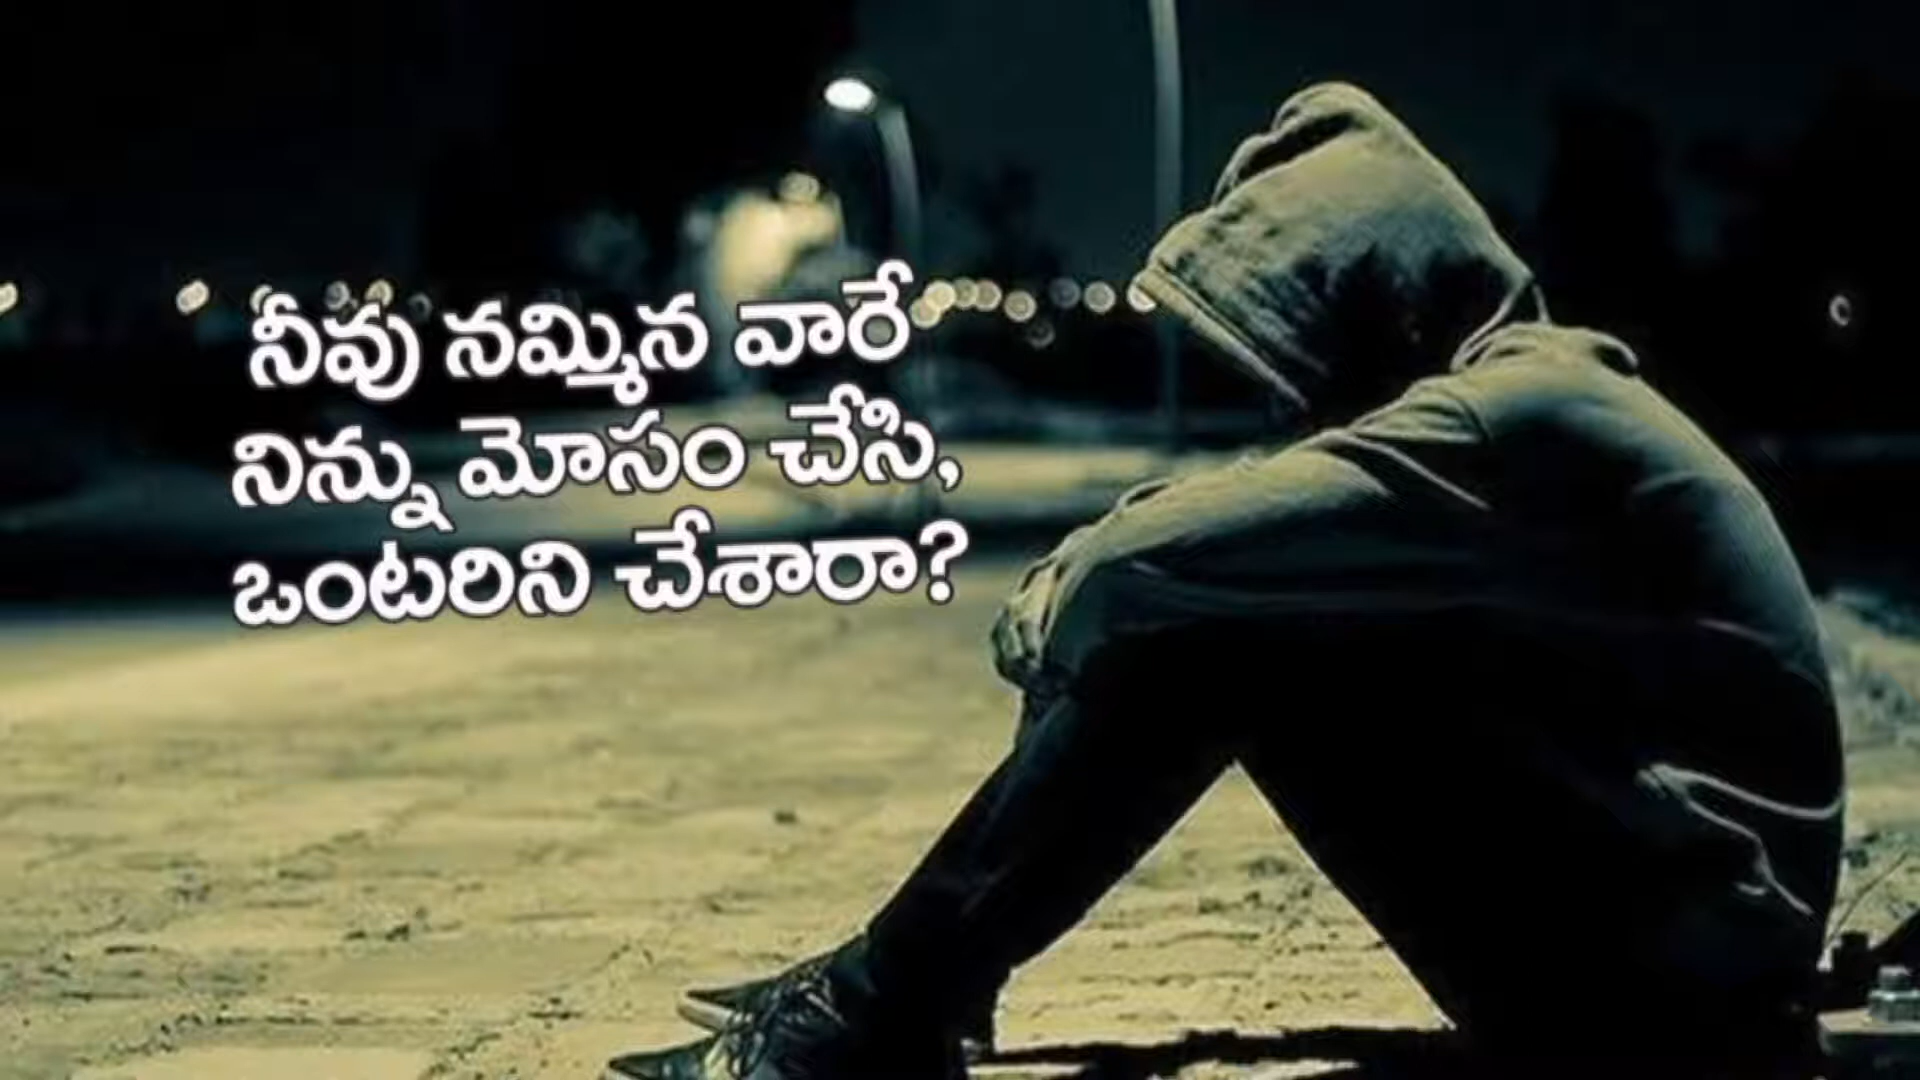 నీవు నమ్మిన వారే
నిన్ను మోసం చేసి,
ఒంటరిని చేశారా?